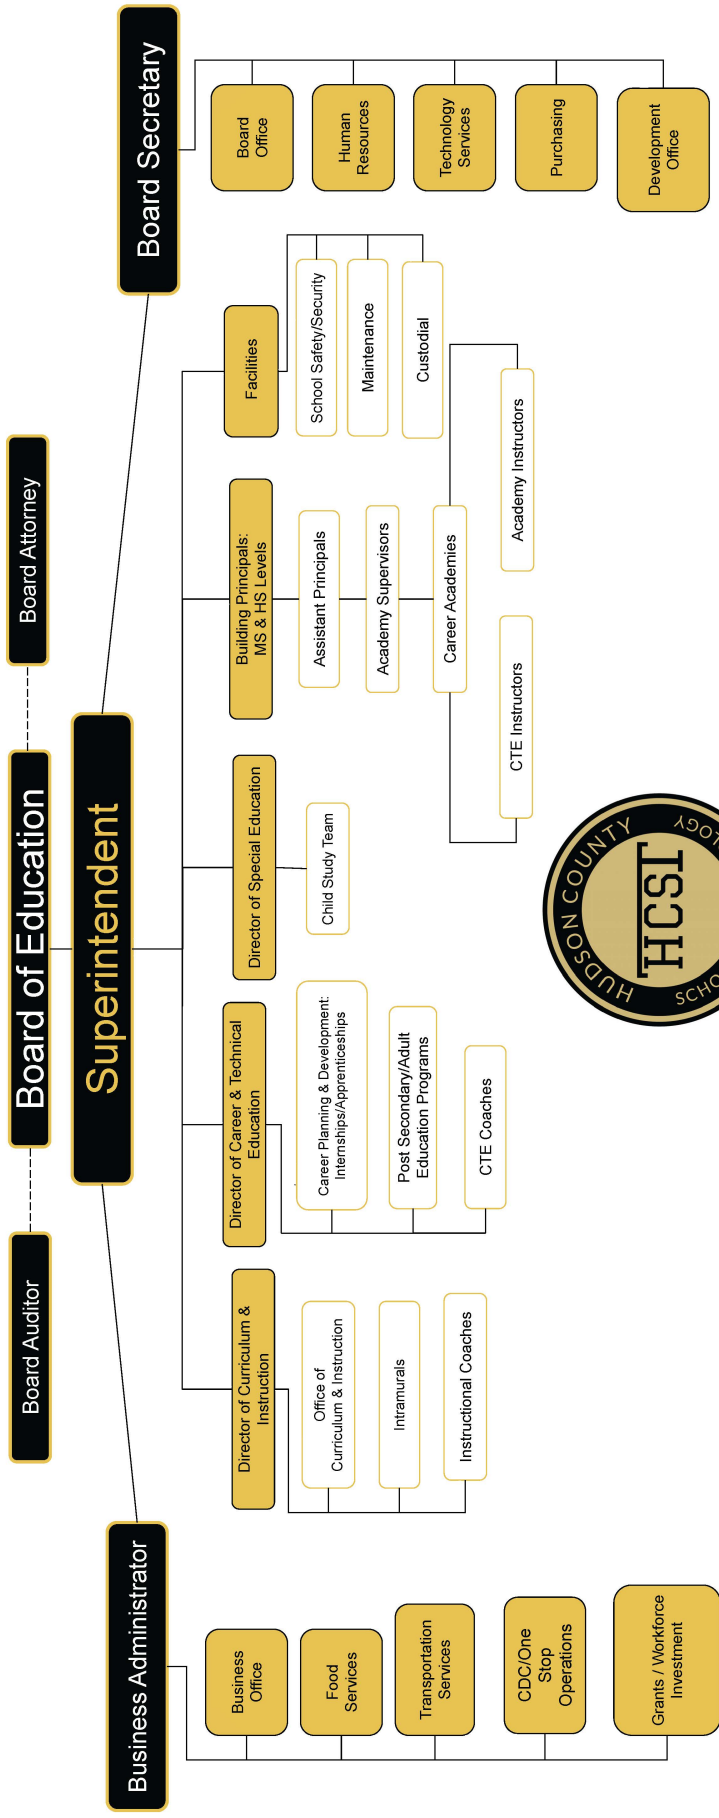 Board of Education
Board Auditor
Board Attorney
Superintendent
Business Administrator
Board Secretary
Business
Office
Food
Services
Transportation
Services
CDC/One
Stop
Operations
Grants / Workforce
Investment
Director of Curriculum &
Instruction
Office of
Curriculum & Instruction
Intramurals
Instructional Coaches
Director of Career & Technical
Education
Career Planning & Development:
Internships/Apprenticeships
Post Secondary/Adult
Education Programs
CTE Coaches
Director of Special Education
Child Study Team
Building Principals:
MS & HS Levels
Assistant Principals
Academy Supervisors
Career Academies
CTE Instructors
Academy Instructors
Facilities
School Safety/Security
Maintenance
Custodial
Board
Office
Human
Resources
Technology
Services
Purchasing
Development
Office
HUDSON COUNTY
HCST